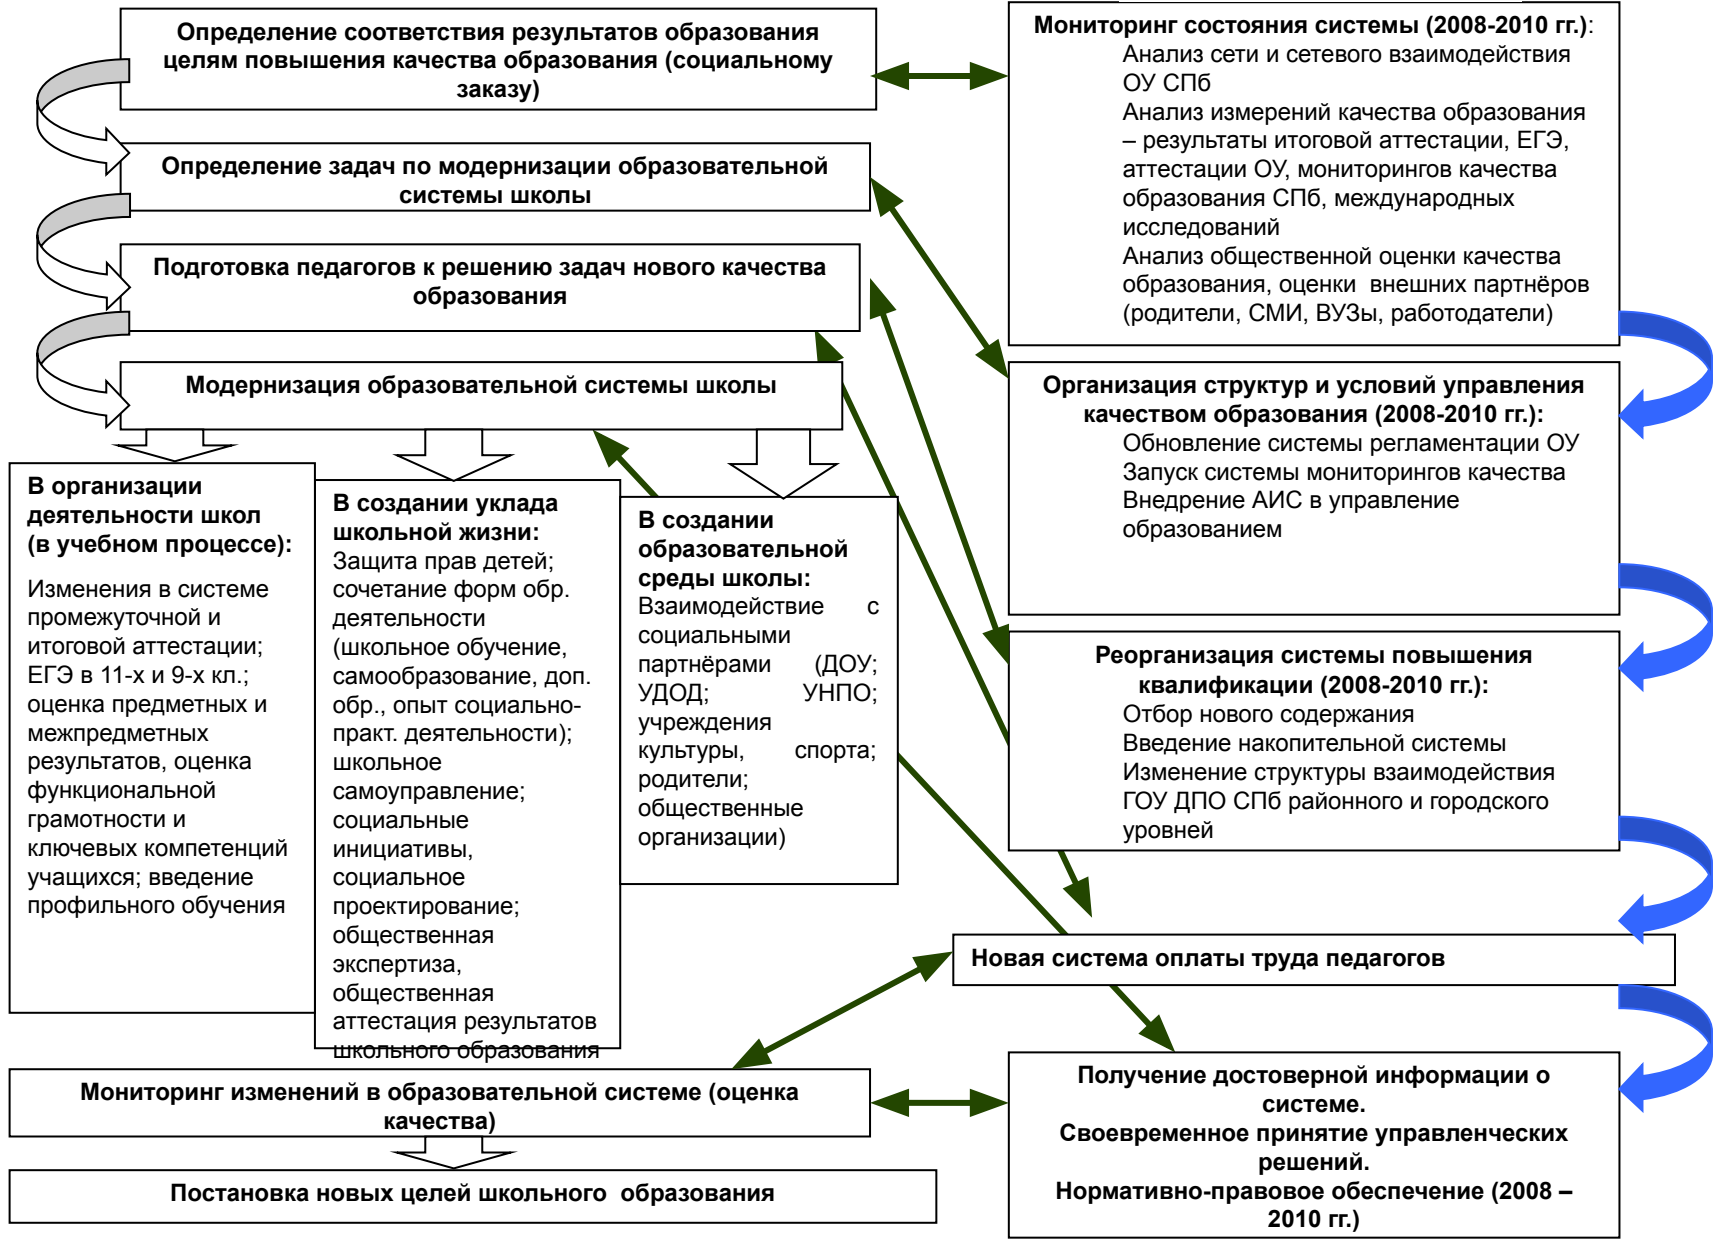 Определение соответствия результатов образования
целям повышения качества образования (социальному
заказу)
Определение задач по модернизации образовательной
системы школы
Подготовка педагогов к решению задач нового качества
образования
Модернизация образовательной системы школы
В организации
деятельности школ
(в учебном процессе):
Изменения в системе
промежуточной и
итоговой аттестации;
ЕГЭ в 11-х и 9-х кл.;
оценка предметных и
межпредметных
результатов, оценка
функциональной
грамотности и
ключевых компетенций
учащихся; введение
профильного обучения
В создании уклада
школьной жизни:
Защита прав детей;
сочетание форм обр.
деятельности
(школьное обучение,
самообразование, доп.
обр., опыт социально-
практ. деятельности);
школьное
самоуправление;
социальные
инициативы,
социальное
проектирование;
общественная
экспертиза,
общественная
аттестация результатов
школьного образования
В создании
образовательной
среды школы:
Взаимодействие с
социальными
партнёрами (ДОУ;
УДОД; УНПО;
учреждения
культуры, спорта;
родители;
общественные
организации)
Мониторинг изменений в образовательной системе (оценка
качества)
Постановка новых целей школьного образования
Мониторинг состояния системы (2008-2010 гг.):
Анализ сети и сетевого взаимодействия
ОУ СПб
Анализ измерений качества образования
– результаты итоговой аттестации, ЕГЭ,
аттестации ОУ, мониторингов качества
образования СПб, международных
исследований
Анализ общественной оценки качества
образования, оценки внешних партнёров
(родители, СМИ, ВУЗы, работодатели)
Организация структур и условий управления
качеством образования (2008-2010 гг.):
Обновление системы регламентации ОУ
Запуск системы мониторингов качества
Внедрение АИС в управление
образованием
Реорганизация системы повышения
квалификации (2008-2010 гг.):
Отбор нового содержания
Введение накопительной системы
Изменение структуры взаимодействия
ГОУ ДПО СПб районного и городского
уровней
Новая система оплаты труда педагогов
Получение достоверной информации о
системе.
Своевременное принятие управленческих
решений.
Нормативно-правовое обеспечение (2008 –
2010 гг.)